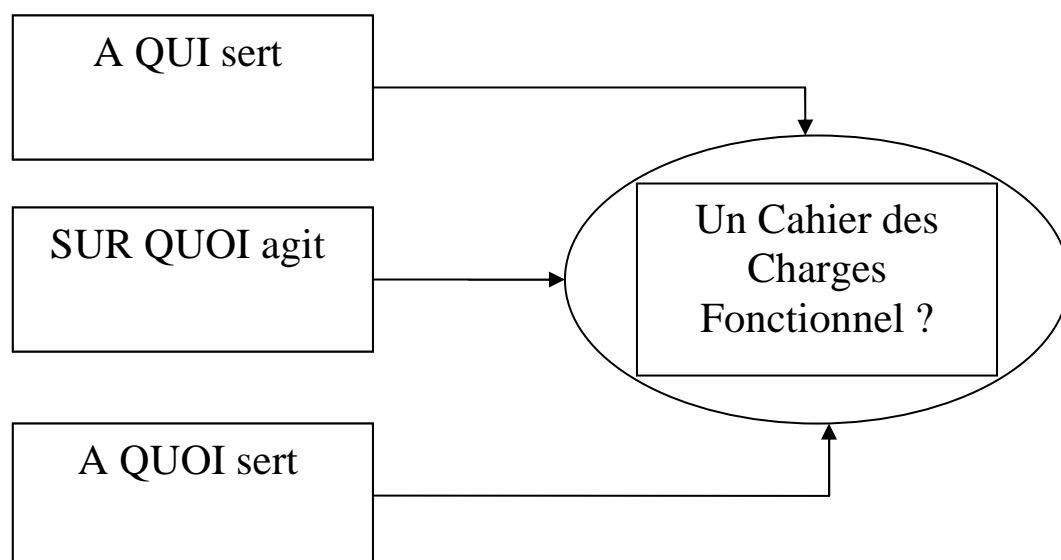 A QUI sert
SUR QUOI agit
A QUOI sert
Un Cahier des
Charges
Fonctionnel ?